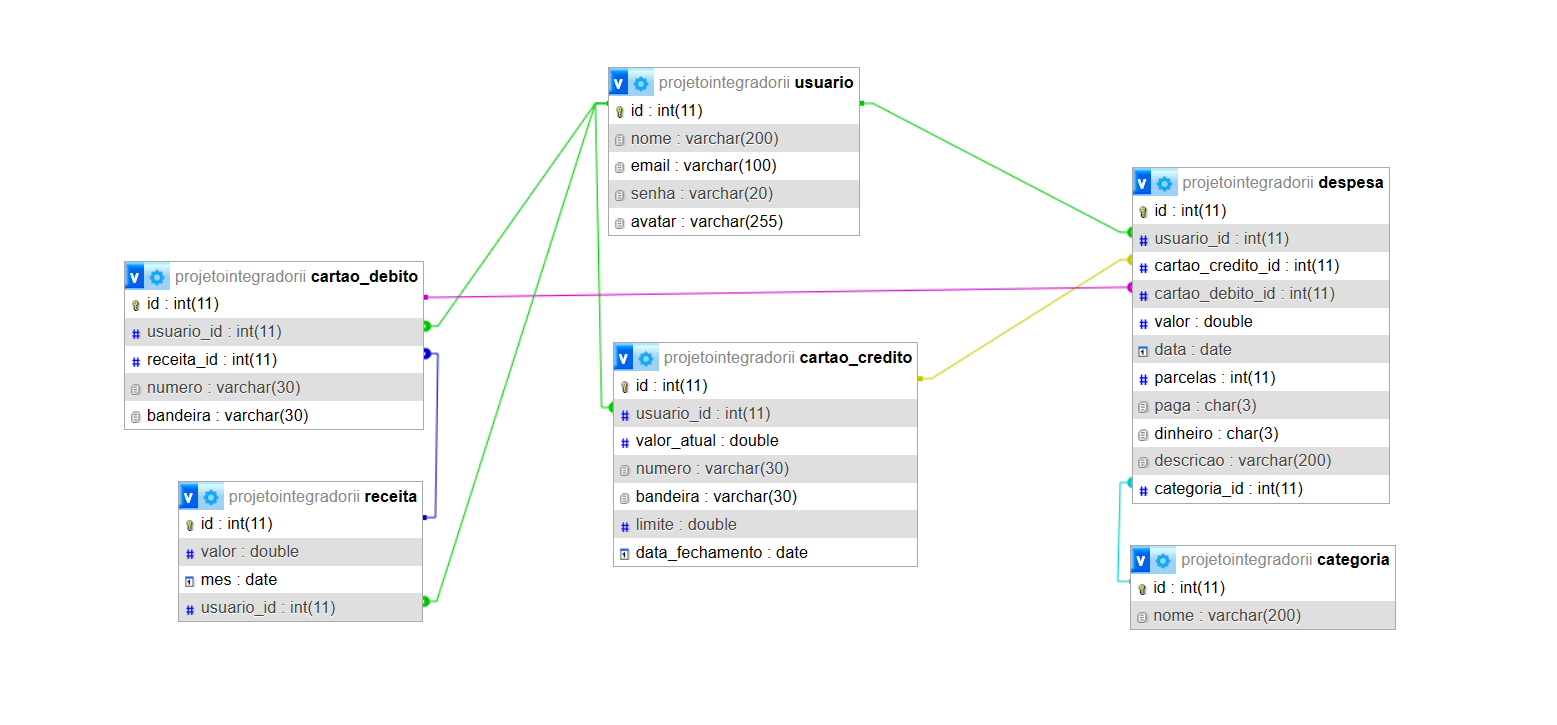 projetointegradorii usuario
id : int(11)
nome : varchar(200)
email : varchar(100)
senha : varchar(20)
avatar : varchar(255)
projetointegradorii despesa
id : int(11)
usuario_id : int(11)
cartao_credito_id : int(11)
cartao_debito_id : int(11)
valor : double
data : date
parcelas : int(11)
paga : char(3)
dinheiro : char(3)
descricao : varchar(200)
categoria_id : int(11)
projetointegradorii cartao_debito
id : int(11)
usuario_id : int(11)
receita_id : int(11)
numero : varchar(30)
bandeira : varchar(30)
projetointegradorii cartao_credito
id : int(11)
usuario_id : int(11)
valor_atual : double
numero : varchar(30)
bandeira : varchar(30)
limite : double
data_fechamento : date
projetointegradorii receita
id : int(11)
valor : double
mes : date
usuario_id : int(11)
projetointegradorii categoria
id : int(11)
nome : varchar(200)